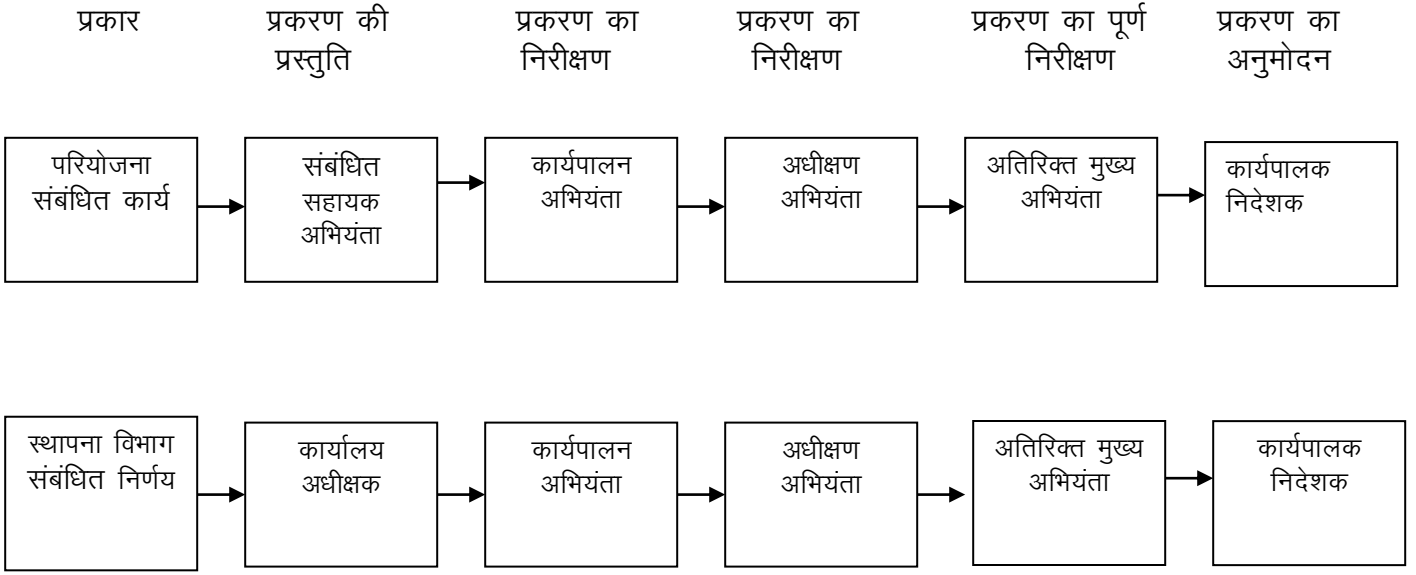 प्रकार
प्रकरण की
प्रस्तुति
प्रकरण का
निरीक्षण
प्रकरण का
निरीक्षण
प्रकरण का पूर्ण
निरीक्षण
प्रकरण का
अनुमोदन
परियोजना
संबंधित कार्य
संबंधित
सहायक
अभियंता
कार्यपालन
अभियंता
अधीक्षण
अभियंता
अतिरिक्त मुख्य
अभियंता
कार्यपालक
निदेशक
स्थापना विभाग
संबंधित निर्णय
कार्यालय
अधीक्षक
कार्यपालन
अभियंता
अधीक्षण
अभियंता
अतिरिक्त मुख्य
अभियंता
कार्यपालक
निदेशक